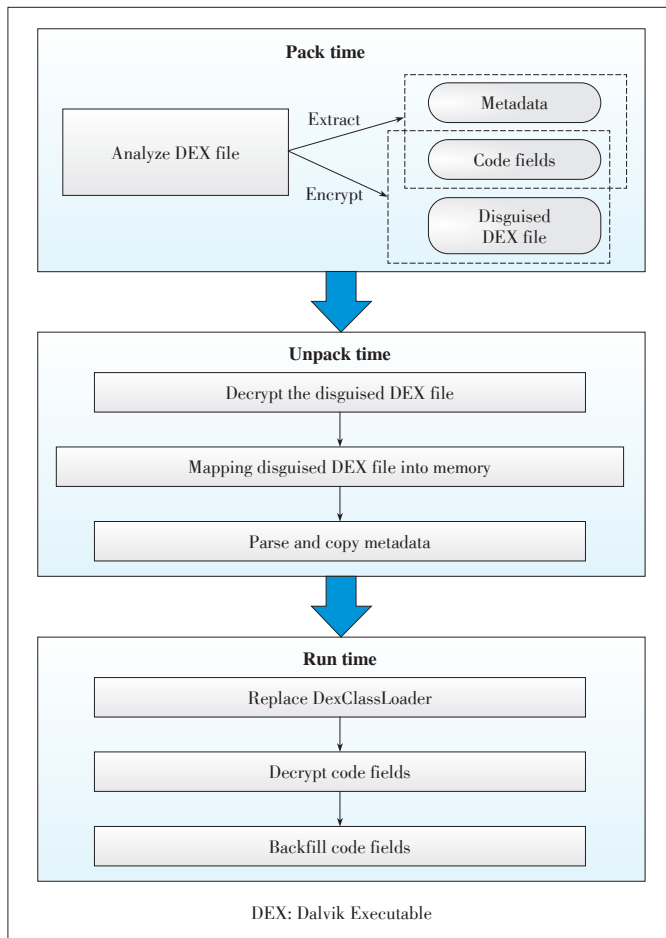 Pack time
Analyze DEX file
Extract
Encrypt
Metadata
Code fields
Disguised
DEX file
Unpack time
Decrypt the disguised DEX file
Mapping disguised DEX file into memory
Parse and copy metadata
Run time
Replace DexClassLoader
Decrypt code fields
Backfill code fields
DEX: Dalvik Executable